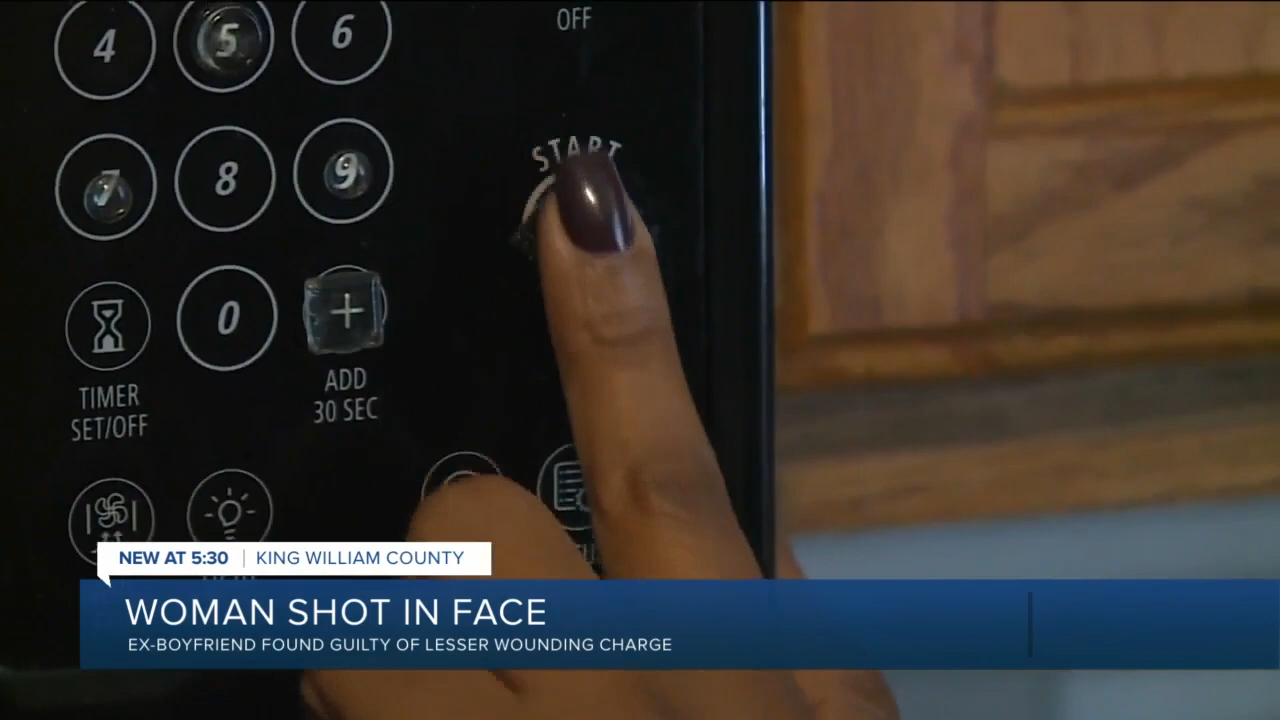 4 5 6
OFF
START
7 8 9
0 +
ADD
30 SEC
TIMER
SET/OFF
NEW AT 5:30 | KING WILLIAM COUNTY
WOMAN SHOT IN FACE
EX-BOYFRIEND FOUND GUILTY OF LESSER WOUNDING CHARGE